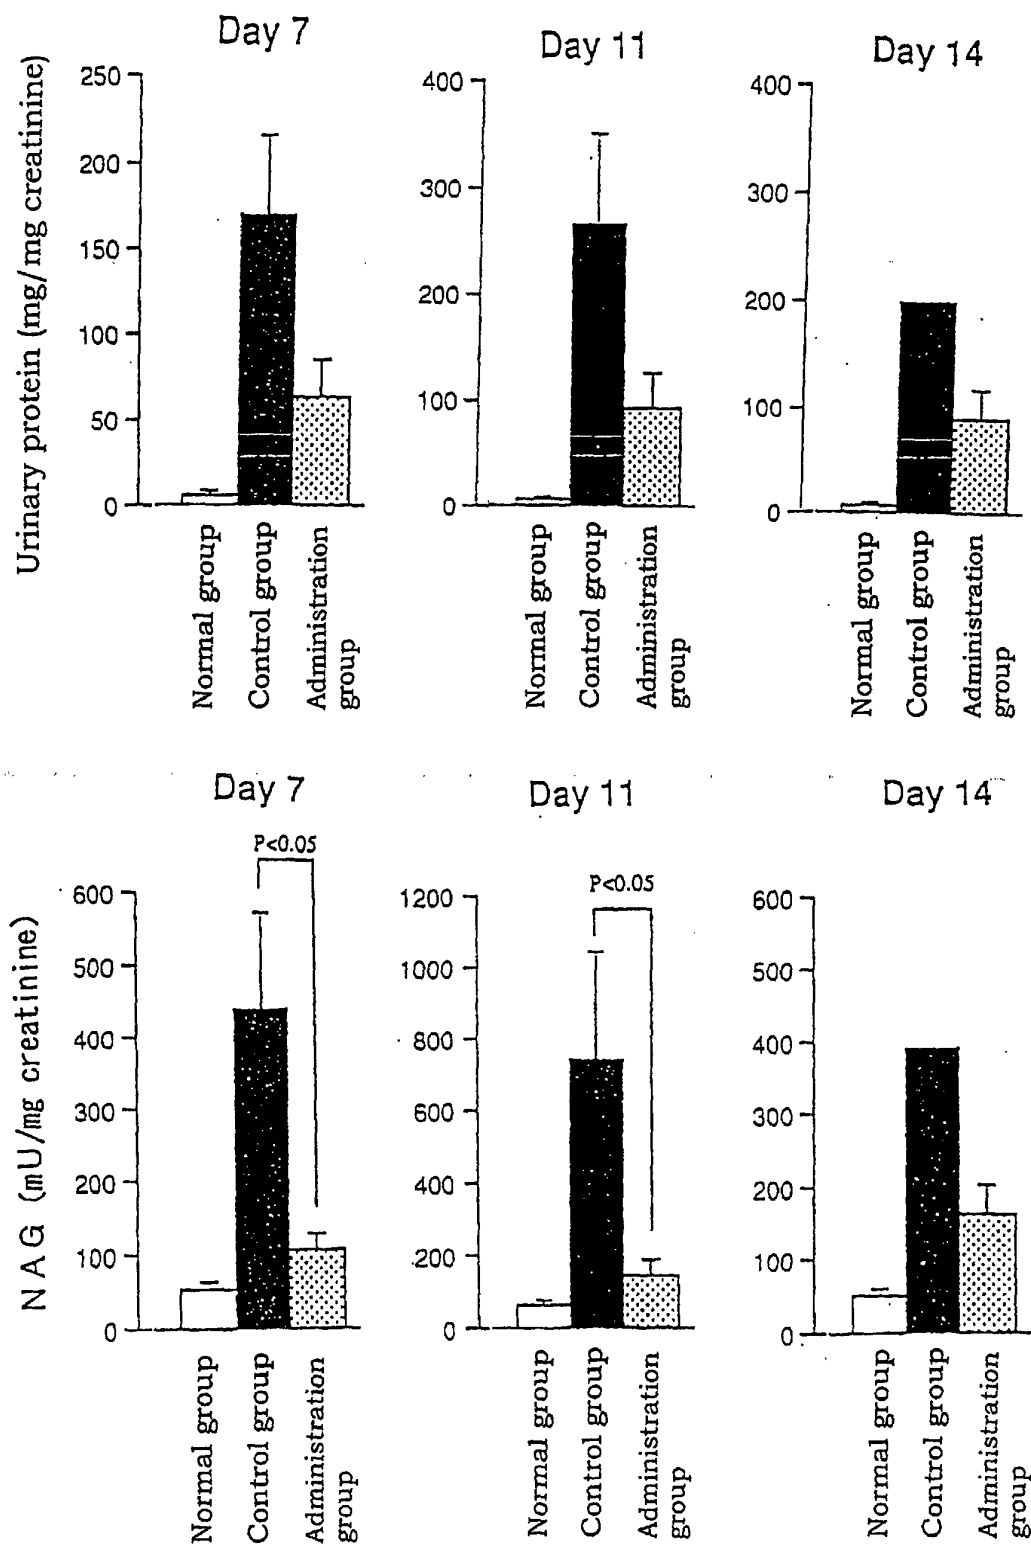 Day 7
Day 11
Day 14
Urinary protein (mg/mg creatinine)
250
200
150
100
50
0
400
300
200
100
0
400
300
200
100
0
Normal group
Control group
Administration
group
Normal group
Control group
Administration
group
Normal group
Control group
Administration
group
Day 7
Day 11
Day 14
NAG (mU/mg creatinine)
P<0.05
600
500
400
300
200
100
0
P<0.05
1200
1000
800
600
400
200
0
600
500
400
300
200
100
0
Normal group
Control group
Administration
group
Normal group
Control group
Administration
group
Normal group
Control group
Administration
group